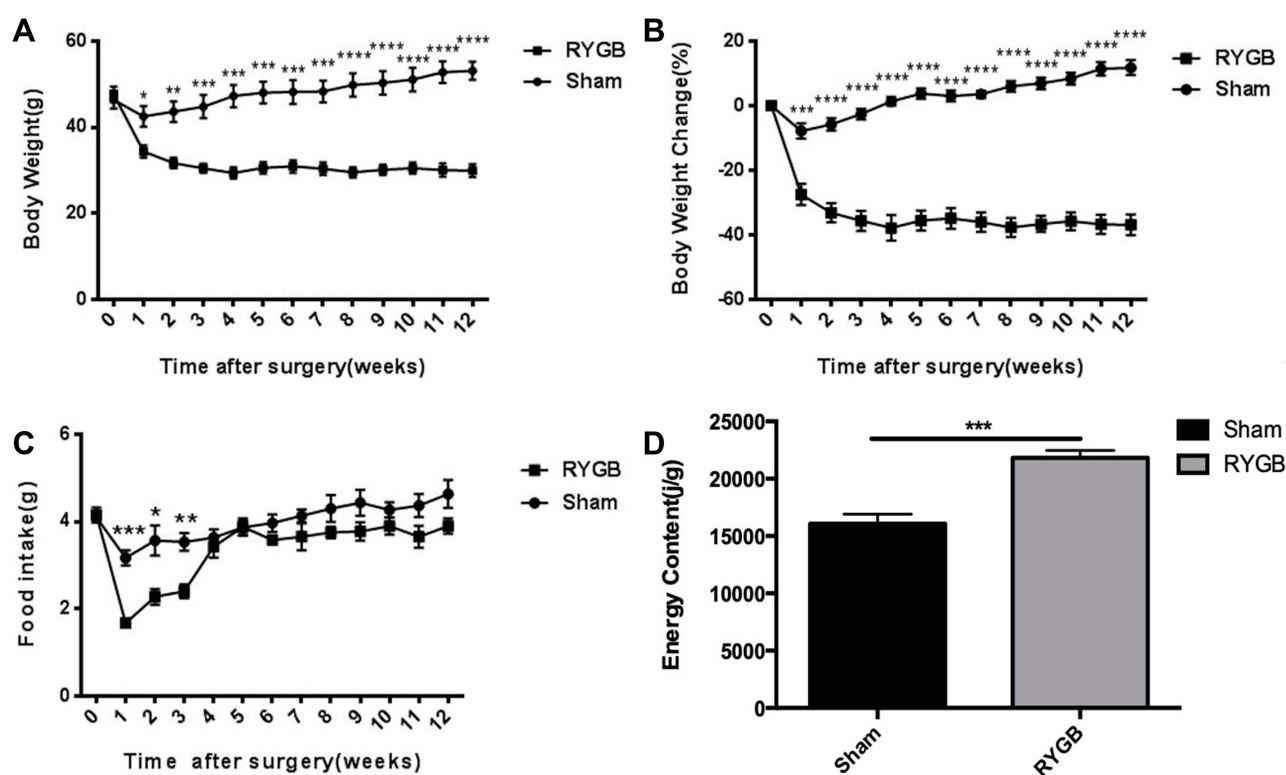 A
Body Weight(g)
60
40
20
0
* ** *** *** *** *** *** **** **** **** **** ****
RYGB
Sham
0 1 2 3 4 5 6 7 8 9 10 11 12
Time after surgery(weeks)
B
Body Weight Change(%)
20
0
-20
-40
-60
*** **** **** **** **** **** **** **** **** **** **** ****
RYGB
Sham
0 1 2 3 4 5 6 7 8 9 10 11 12
Time after surgery(weeks)
C
Food intake(g)
6
4
2
0
*** * **
RYGB
Sham
0 1 2 3 4 5 6 7 8 9 10 11 12
Time after surgery(weeks)
D
Energy Content(j/g)
25000
20000
15000
10000
5000
0
***
Sham
RYGB
Sham RYGB